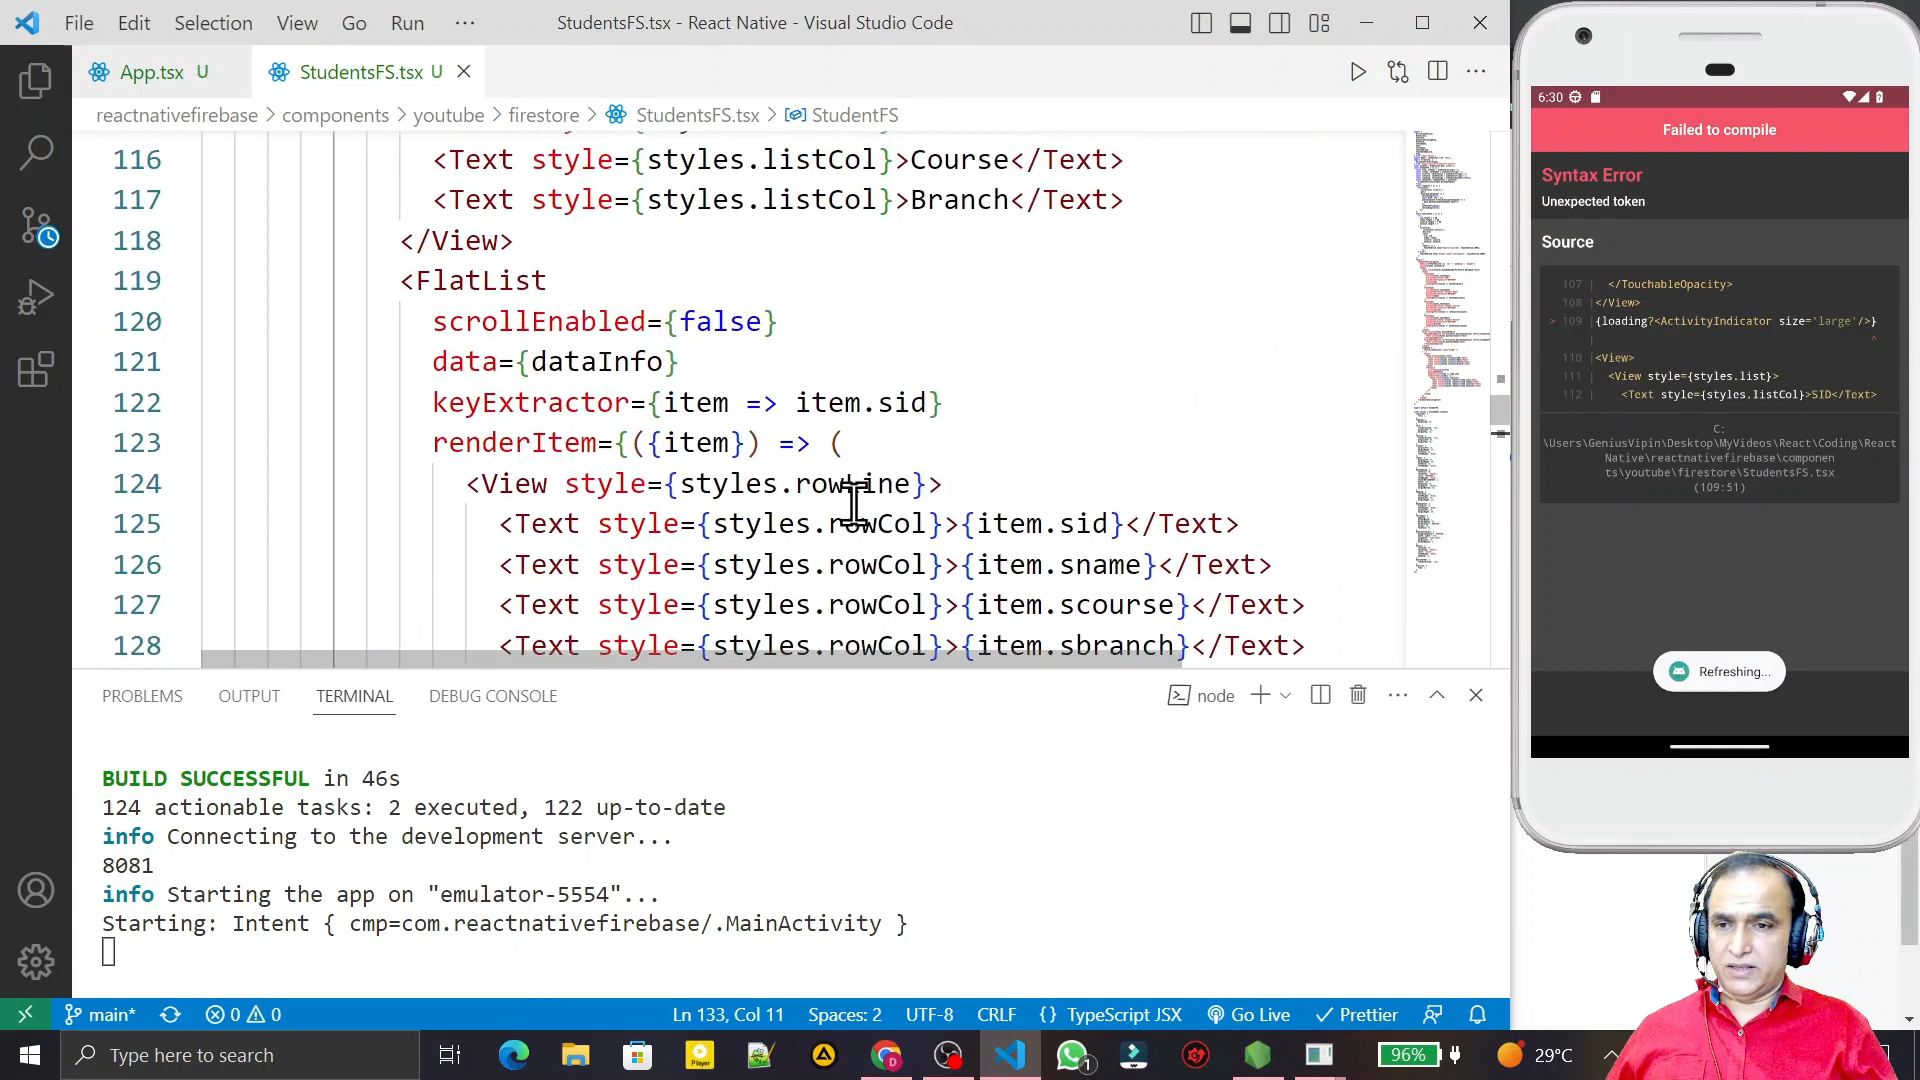 File Edit Selection View Go Run ··· StudentsFS.tsx - React Native - Visual Studio Code
App.tsx U StudentsFS.tsx U
reactnativefirebase > components > youtube > firestore > StudentsFS.tsx > StudentFS
116 <Text style={styles.listCol}>Course</Text>
117 <Text style={styles.listCol}>Branch</Text>
118 </View>
119 <FlatList
120 scrollEnabled={false}
121 data={dataInfo}
122 keyExtractor={item => item.sid}
123 renderItem={({item}) => (
124 <View style={styles.rowLine}>
125 <Text style={styles.rowCol}>{item.sid}</Text>
126 <Text style={styles.rowCol}>{item.sname}</Text>
127 <Text style={styles.rowCol}>{item.scourse}</Text>
128 <Text style={styles.rowCol}>{item.sbranch}</Text>
PROBLEMS OUTPUT TERMINAL DEBUG CONSOLE node
BUILD SUCCESSFUL in 46s
124 actionable tasks: 2 executed, 122 up-to-date
info Connecting to the development server...
8081
info Starting the app on "emulator-5554"...
Starting: Intent { cmp=com.reactnativefirebase/.MainActivity }
main* 0 0 Ln 133, Col 11 Spaces: 2 UTF-8 CRLF {} TypeScript JSX Go Live Prettier
Type here to search 96% 29°C
6:30
Failed to compile
Syntax Error
Unexpected token
Source
107 | </TouchableOpacity>
108 |</View>
> 109 |{loading?<ActivityIndicator size='large'/>}
| ^
110 |<View>
111 | <View style={styles.list}>
112 | <Text style={styles.listCol}>SID</Text>
C:
\Users\GeniusVipin\Desktop\MyVideos\React\Coding\React
Native\reactnativefirebase\componen
ts\youtube\firestore\StudentsFS.tsx
(109:51)
Refreshing...